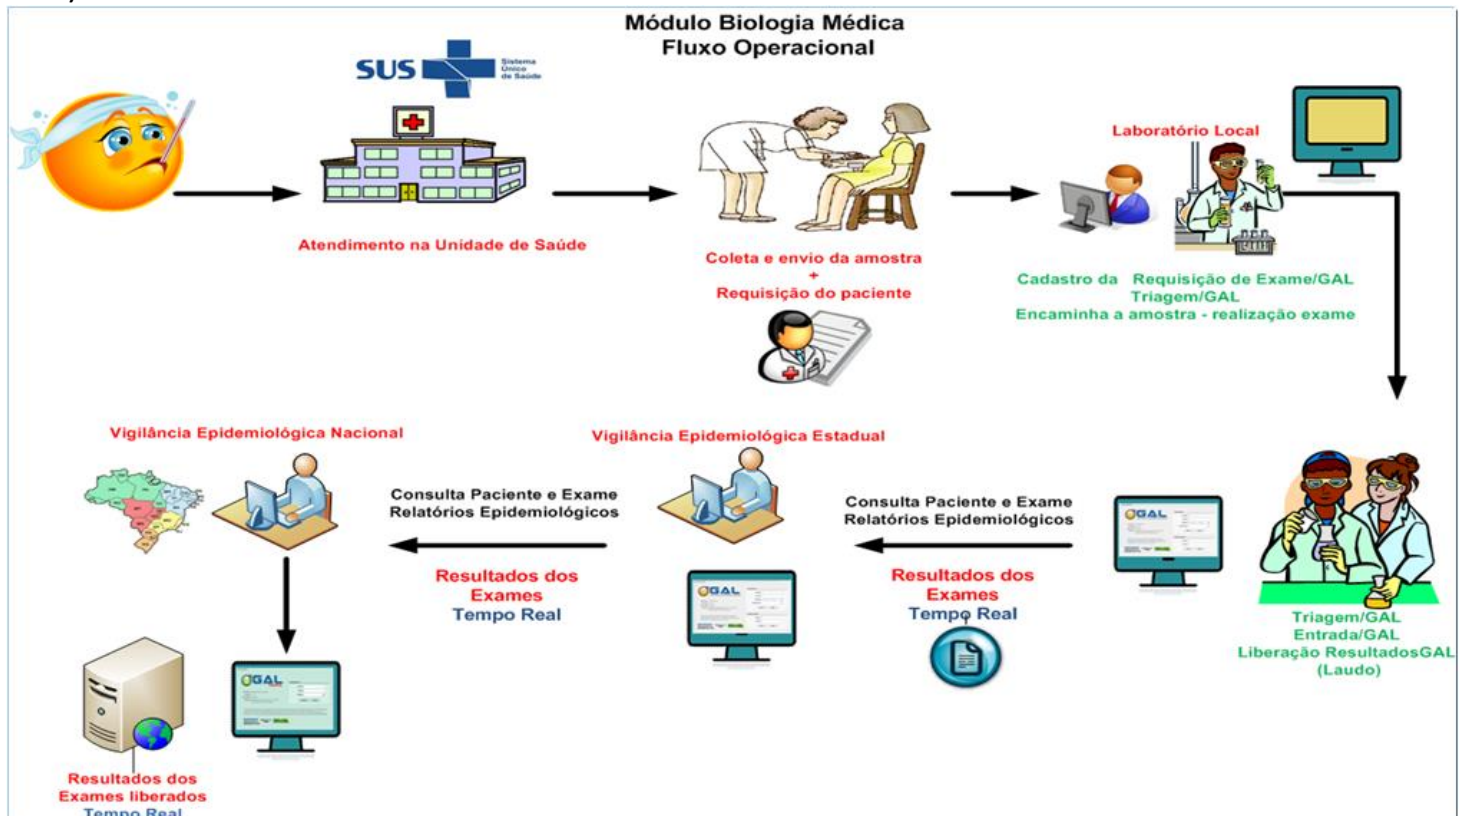 Módulo Biologia Médica
Fluxo Operacional
SUS
Sistema
Único
de Saúde
Atendimento na Unidade de Saúde
Coleta e envio da amostra
+
Requisição do paciente
Laboratório Local
Cadastro da Requisição de Exame/GAL
Triagem/GAL
Encaminha a amostra - realização exame
Triagem/GAL
Entrada/GAL
Liberação ResultadosGAL
(Laudo)
GAL
Consulta Paciente e Exame
Relatórios Epidemiológicos
Resultados dos
Exames
Tempo Real
Vigilância Epidemiológica Estadual
GAL
Consulta Paciente e Exame
Relatórios Epidemiológicos
Resultados dos
Exames
Tempo Real
Vigilância Epidemiológica Nacional
GAL
Resultados dos
Exames liberados
Tempo Real